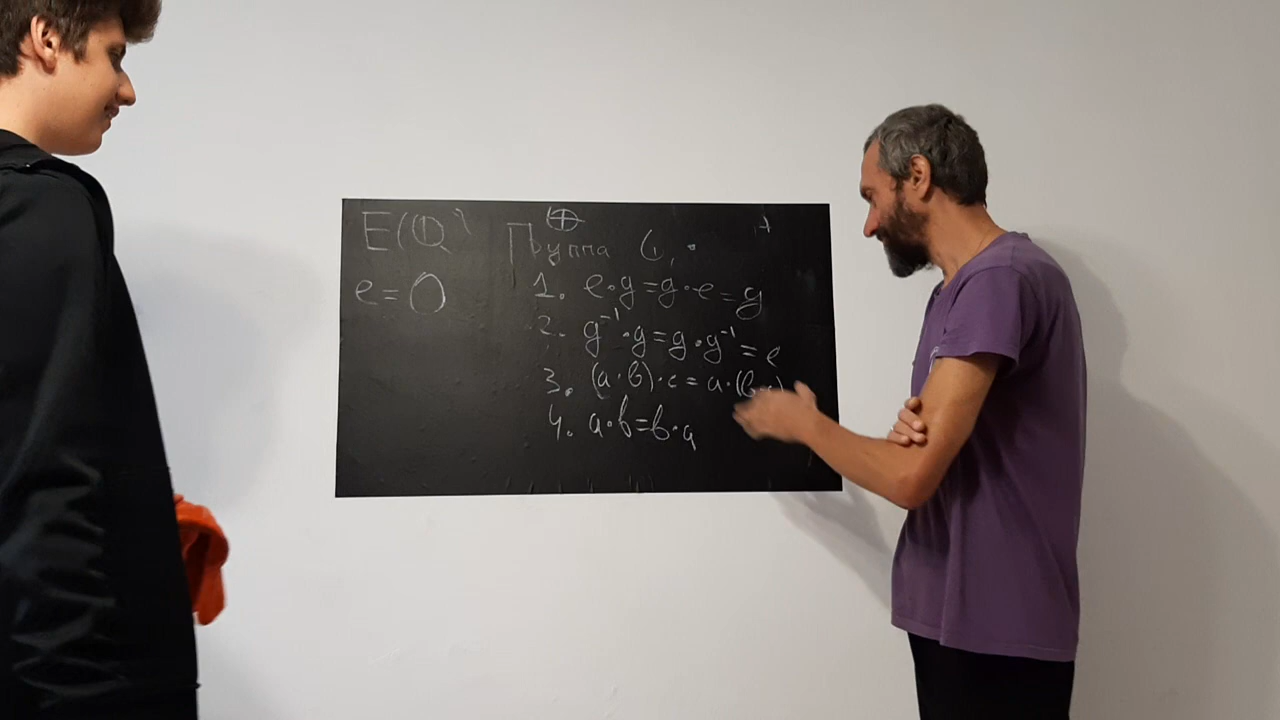 E(Q)
e = O
⊕
Группа G, •
1. e•g=g•e=g
2. g⁻¹•g=g•g⁻¹=e
3. (a•b)•c=a•(b•c)
4. a•b=b•a